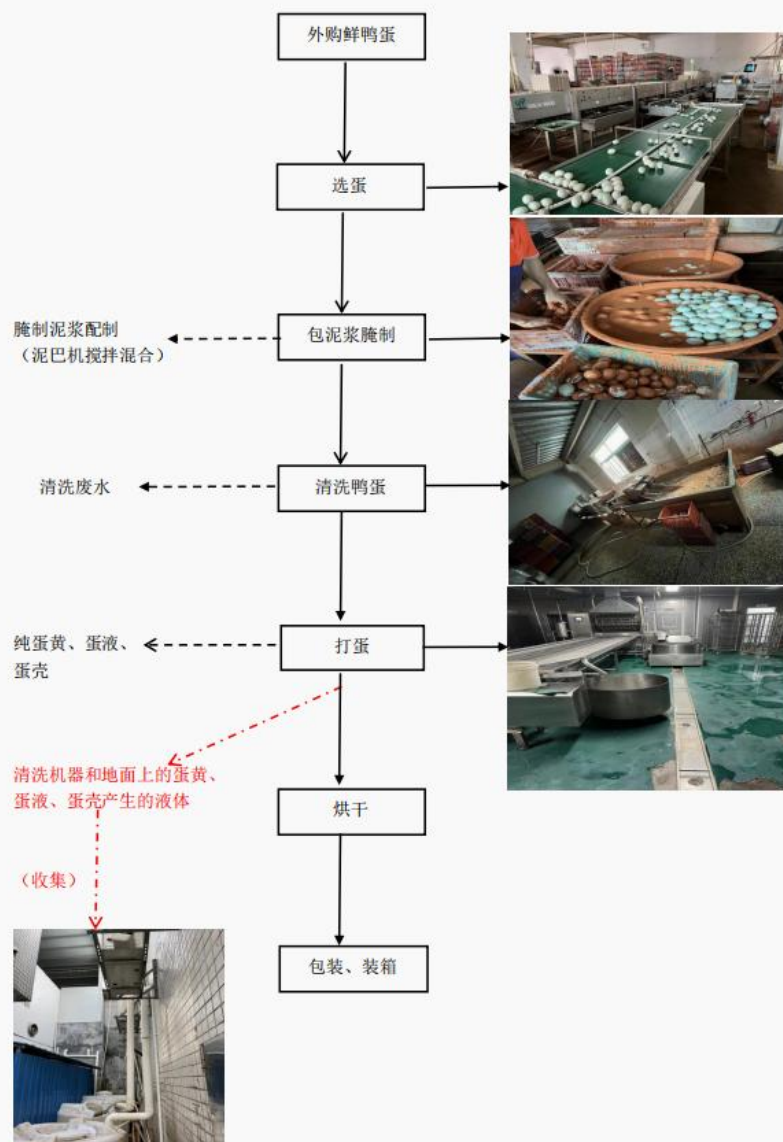 外购鲜鸭蛋
选蛋
腌制泥浆配制
（泥巴机搅拌混合）
包泥浆腌制
清洗废水
清洗鸭蛋
纯蛋黄、蛋液、
蛋壳
打蛋
清洗机器和地面上的蛋黄、
蛋液、蛋壳产生的液体
烘干
（收集）
包装、装箱